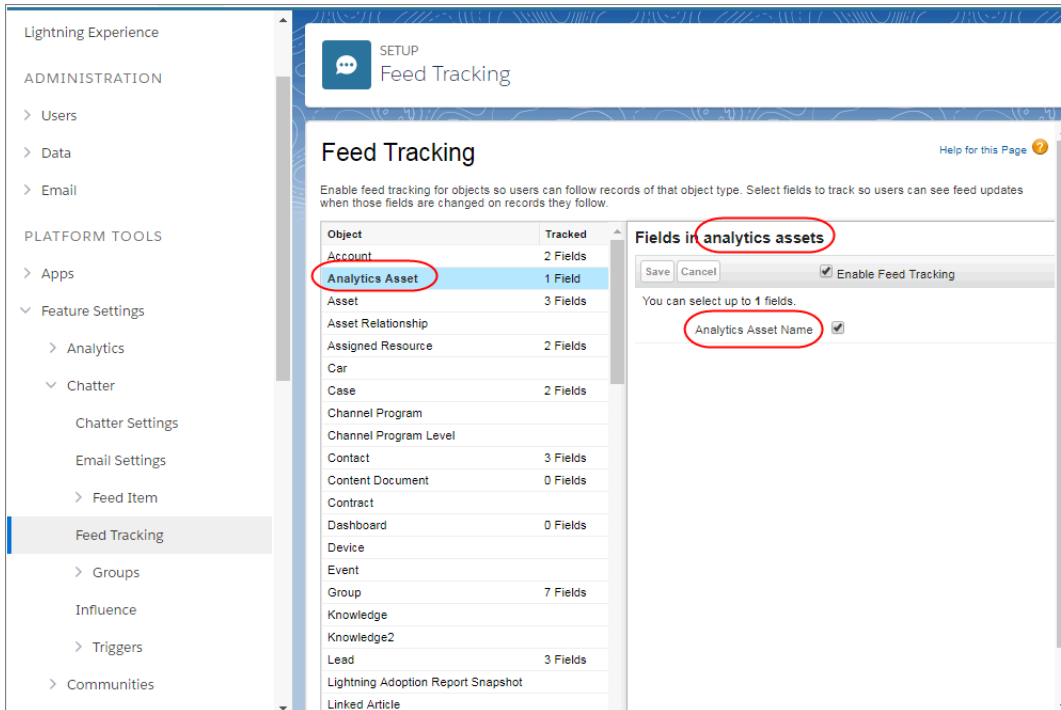 Lightning Experience
ADMINISTRATION
Users
Data
Email
PLATFORM TOOLS
Apps
Feature Settings
Analytics
Chatter
Chatter Settings
Email Settings
Feed Item
Feed Tracking
Groups
Influence
Triggers
Communities
SETUP
Feed Tracking
Feed Tracking
Help for this Page ?
Enable feed tracking for objects so users can follow records of that object type. Select fields to track so users can see feed updates
when those fields are changed on records they follow.
Object Tracked
Account 2 Fields
Analytics Asset 1 Field
Asset 3 Fields
Asset Relationship
Assigned Resource 2 Fields
Car
Case 2 Fields
Channel Program
Channel Program Level
Contact 3 Fields
Content Document 0 Fields
Contract
Dashboard 0 Fields
Device
Event
Group 7 Fields
Knowledge
Knowledge2
Lead 3 Fields
Lightning Adoption Report Snapshot
Linked Article
Fields in analytics assets
Save Cancel Enable Feed Tracking
You can select up to 1 fields.
Analytics Asset Name